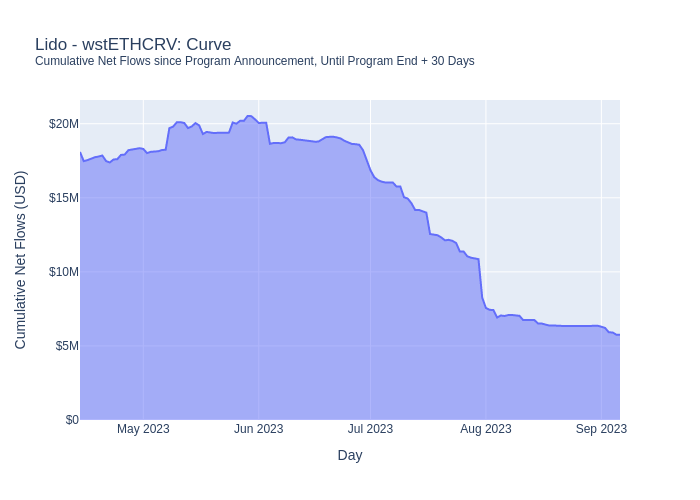 Lido - wstETHCRV: Curve
Cumulative Net Flows since Program Announcement, Until Program End + 30 Days
Cumulative Net Flows (USD)
$20M
$15M
$10M
$5M
$0
May 2023
Jun 2023
Jul 2023
Aug 2023
Sep 2023
Day